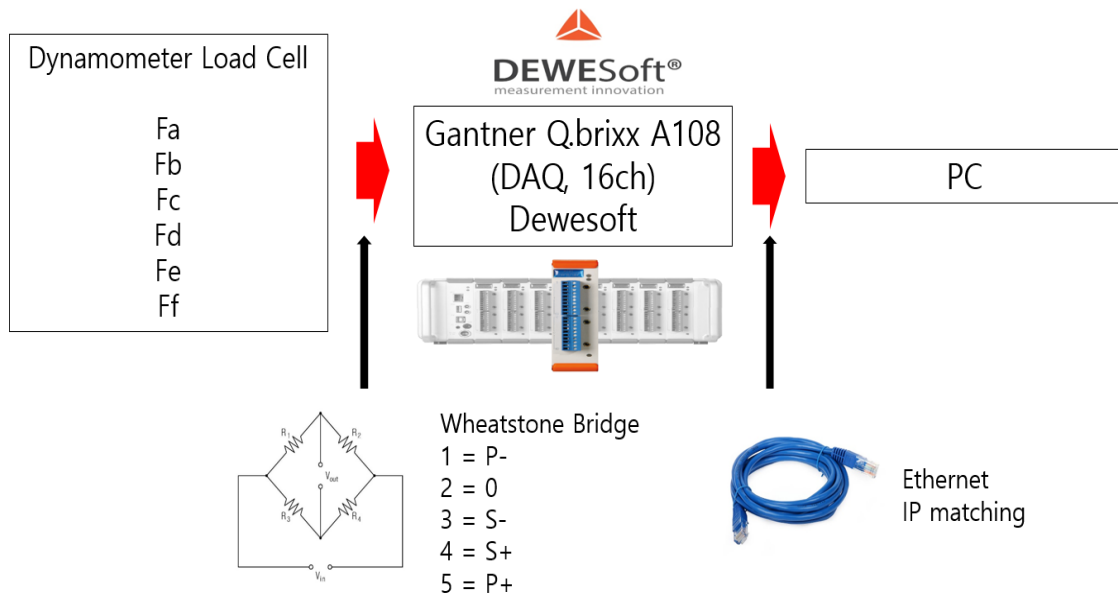 DEWESoft®
measurement innovation
Dynamometer Load Cell
Fa
Fb
Fc
Fd
Fe
Ff
Gantner Q.brixx A108
(DAQ, 16ch)
Dewesoft
PC
R1
R2
Vout
R3
R4
Vin
Wheatstone Bridge
1 = P-
2 = 0
3 = S-
4 = S+
5 = P+
Ethernet
IP matching